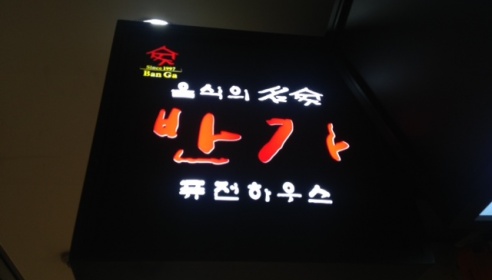 Since 1997
Ban Ga
음식의 名家
반가
퓨전하우스